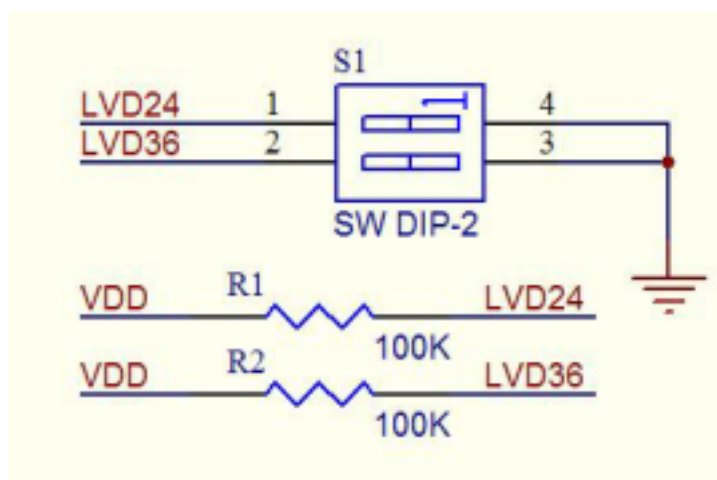 S1
LVD24 1 4
LVD36 2 3
SW DIP-2
VDD R1 LVD24
100K
VDD R2 LVD36
100K